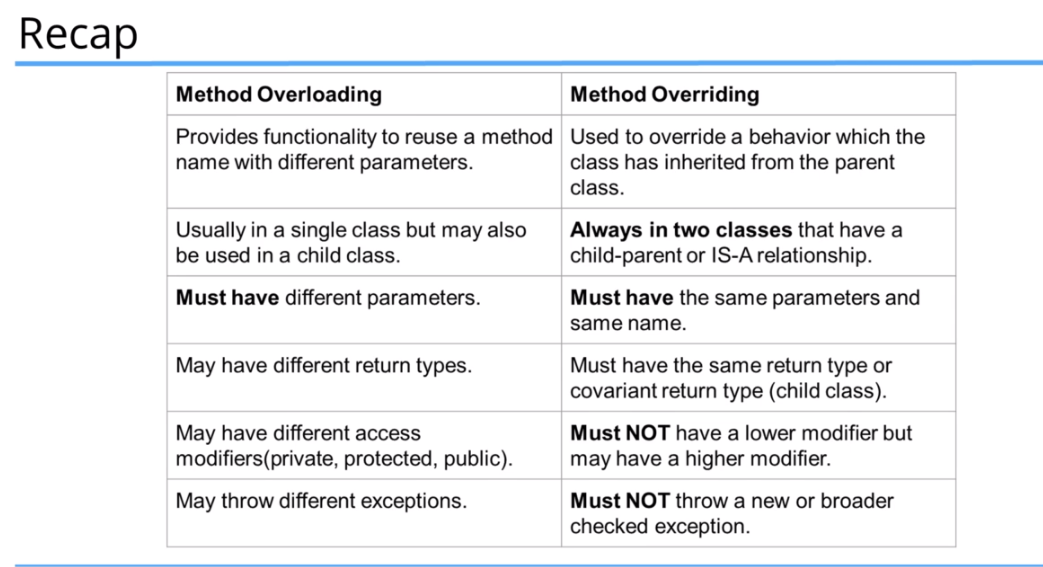 Recap
Method Overloading
Method Overriding
Provides functionality to reuse a method
name with different parameters.
Used to override a behavior which the
class has inherited from the parent
class.
Usually in a single class but may also
be used in a child class.
Always in two classes that have a
child-parent or IS-A relationship.
Must have different parameters.
Must have the same parameters and
same name.
May have different return types.
Must have the same return type or
covariant return type (child class).
May have different access
modifiers(private, protected, public).
Must NOT have a lower modifier but
may have a higher modifier.
May throw different exceptions.
Must NOT throw a new or broader
checked exception.